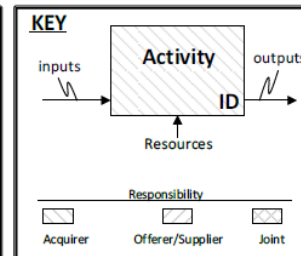 KEY
Activity
inputs
outputs
ID
Resources
Responsibility
Acquirer Offerer/Supplier Joint